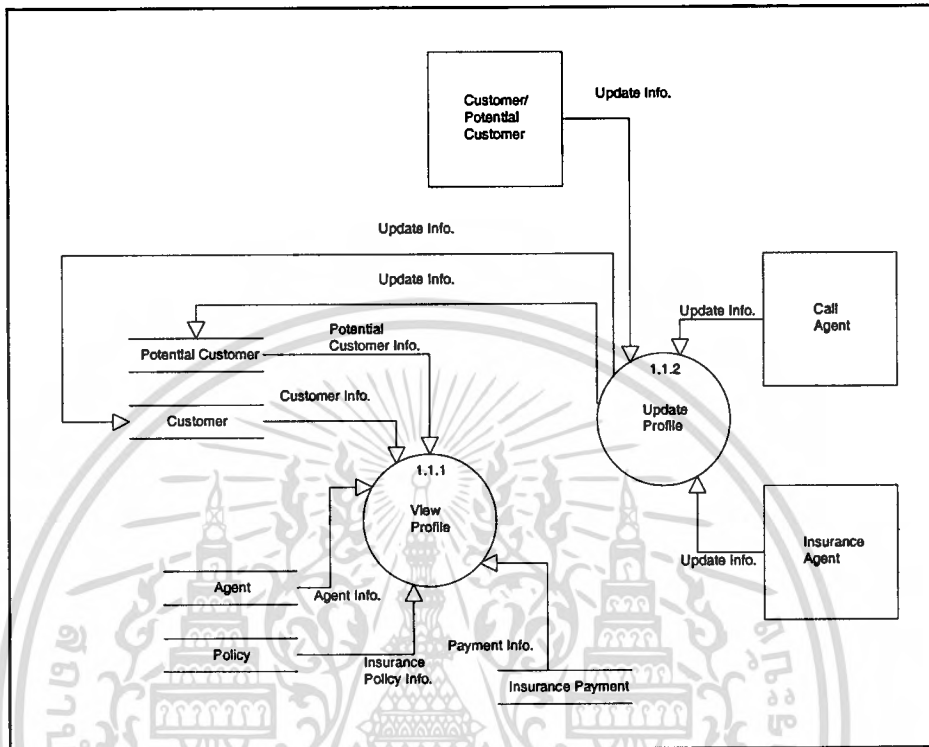 Customer/
Potential
Customer
Update Info.
Update Info.
Update Info.
Call
Agent
Update Info.
Potential
Customer Info.
Potential Customer
1.1.2
Update
Profile
Customer Info.
Customer
1.1.1
View
Profile
Insurance
Agent
Update Info.
Agent
Agent Info.
Policy
Insurance
Policy Info.
Payment Info.
Insurance Payment